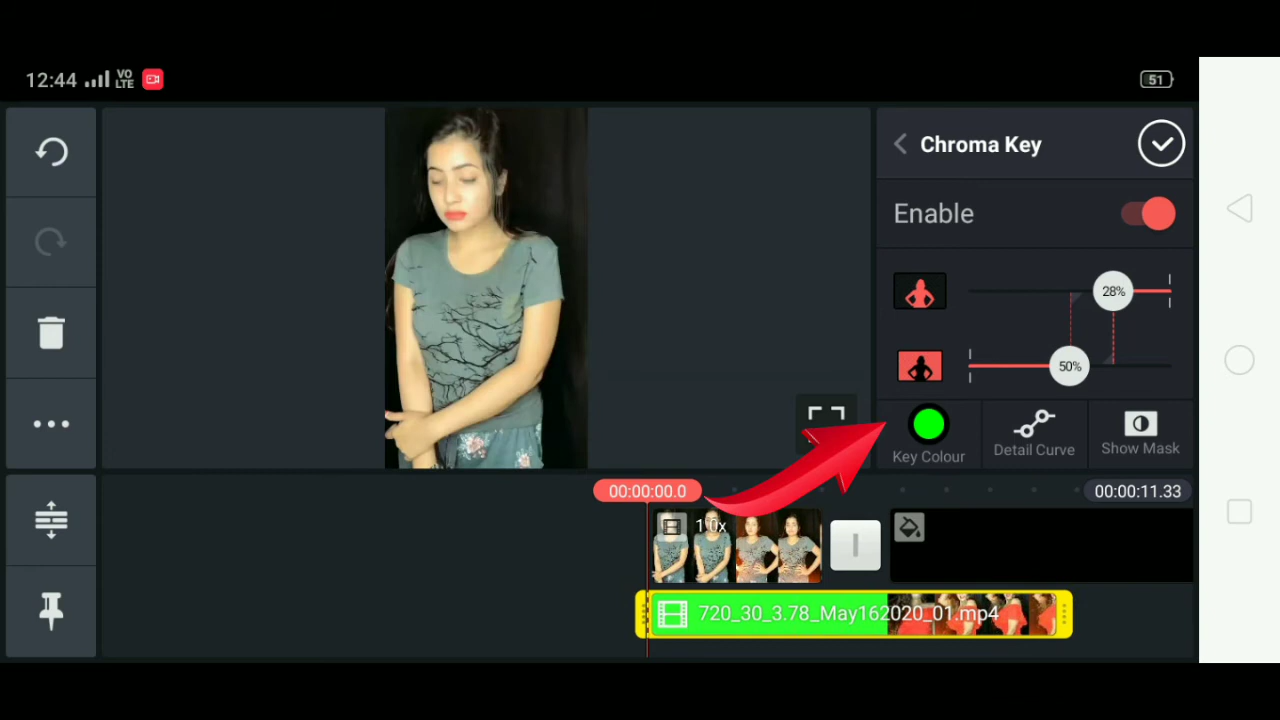 12:44 VO LTE 51
Chroma Key
Enable
28%
50%
Key Colour Detail Curve Show Mask
00:00:00.0 00:00:11.33
1.0x
720_30_3.78_May162020_01.mp4